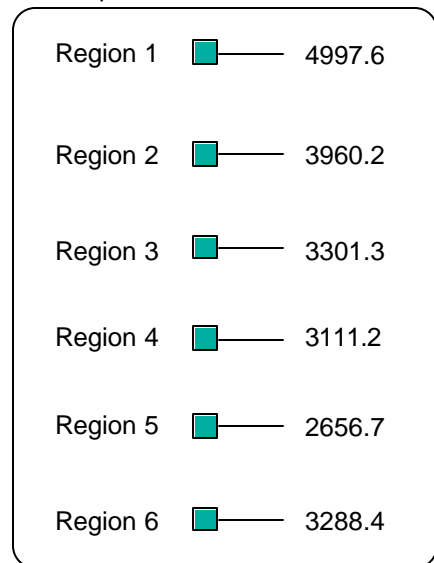 Region 1 4997.6
Region 2 3960.2
Region 3 3301.3
Region 4 3111.2
Region 5 2656.7
Region 6 3288.4